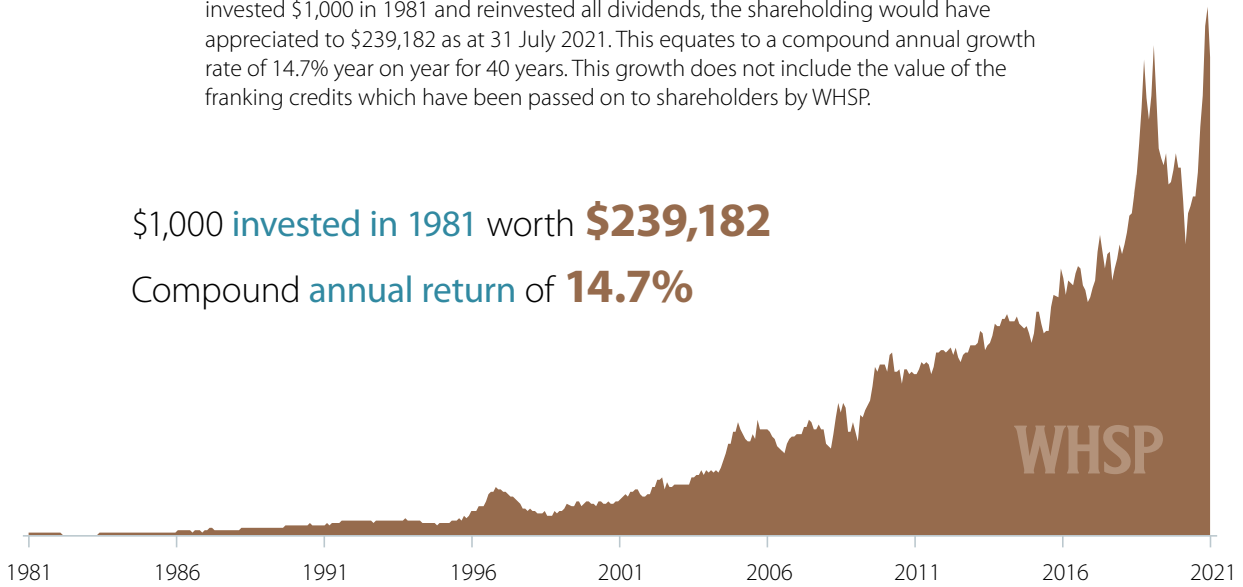 invested $1,000 in 1981 and reinvested all dividends, the shareholding would have
appreciated to $239,182 as at 31 July 2021. This equates to a compound annual growth
rate of 14.7% year on year for 40 years. This growth does not include the value of the
franking credits which have been passed on to shareholders by WHSP.
$1,000 invested in 1981 worth $239,182
Compound annual return of 14.7%
WHSP
1981 1986 1991 1996 2001 2006 2011 2016 2021